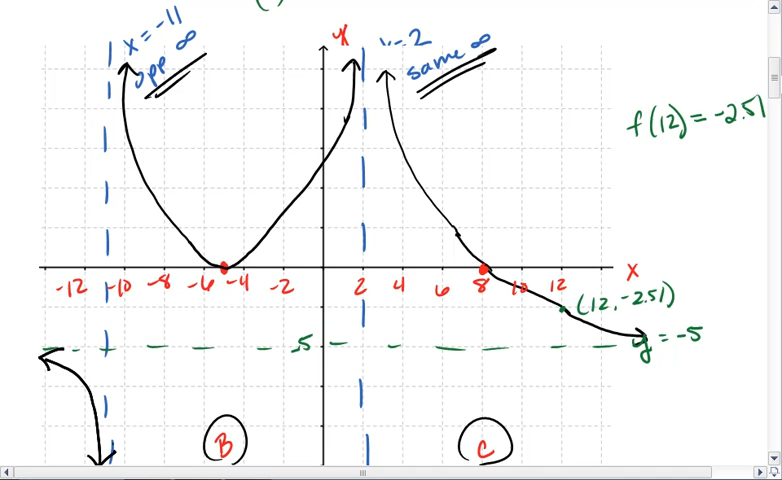 x = -11
opp ∞
y
same ∞
f(12) = -2.51
-12 -10 -8 -6 -4 -2 2 4 6 8 10 12
x
(12, -2.51)
-5
y = -5
B
C